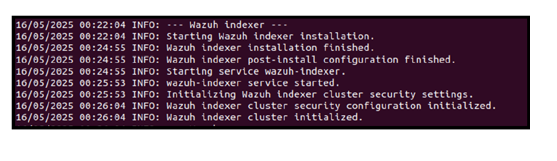 16/05/2025 00:22:04 INFO: --- Wazuh indexer ---
16/05/2025 00:22:04 INFO: Starting Wazuh indexer installation.
16/05/2025 00:24:55 INFO: Wazuh indexer installation finished.
16/05/2025 00:24:55 INFO: Wazuh indexer post-install configuration finished.
16/05/2025 00:24:55 INFO: Starting service wazuh-indexer.
16/05/2025 00:25:53 INFO: wazuh-indexer service started.
16/05/2025 00:25:53 INFO: Initializing Wazuh indexer cluster security settings.
16/05/2025 00:26:04 INFO: Wazuh indexer cluster security configuration initialized.
16/05/2025 00:26:04 INFO: Wazuh indexer cluster initialized.